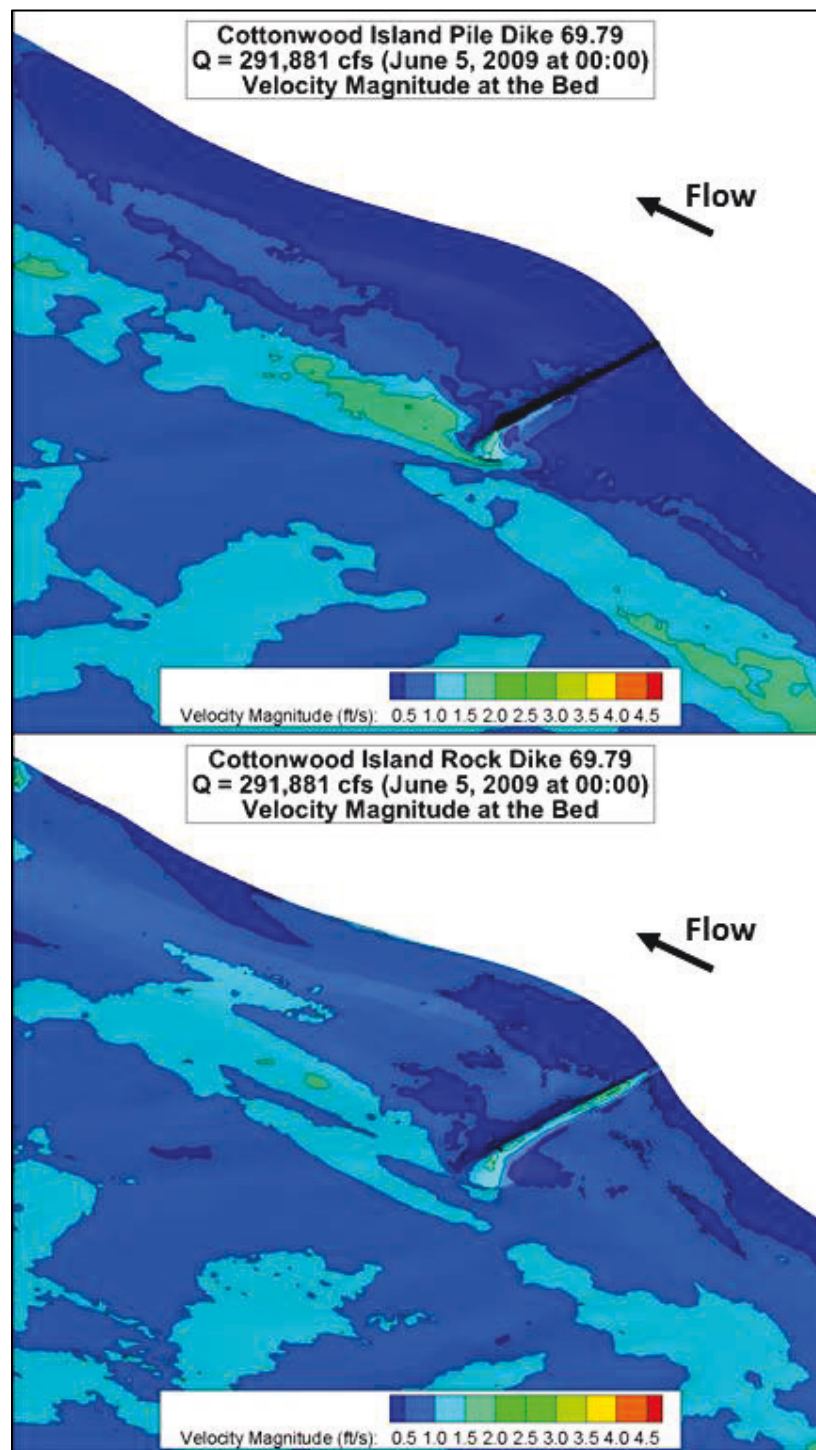 Cottonwood Island Pile Dike 69.79
Q = 291,881 cfs (June 5, 2009 at 00:00)
Velocity Magnitude at the Bed
Flow
Velocity Magnitude (ft/s): 0.5 1.0 1.5 2.0 2.5 3.0 3.5 4.0 4.5
Cottonwood Island Rock Dike 69.79
Q = 291,881 cfs (June 5, 2009 at 00:00)
Velocity Magnitude at the Bed
Flow
Velocity Magnitude (ft/s): 0.5 1.0 1.5 2.0 2.5 3.0 3.5 4.0 4.5